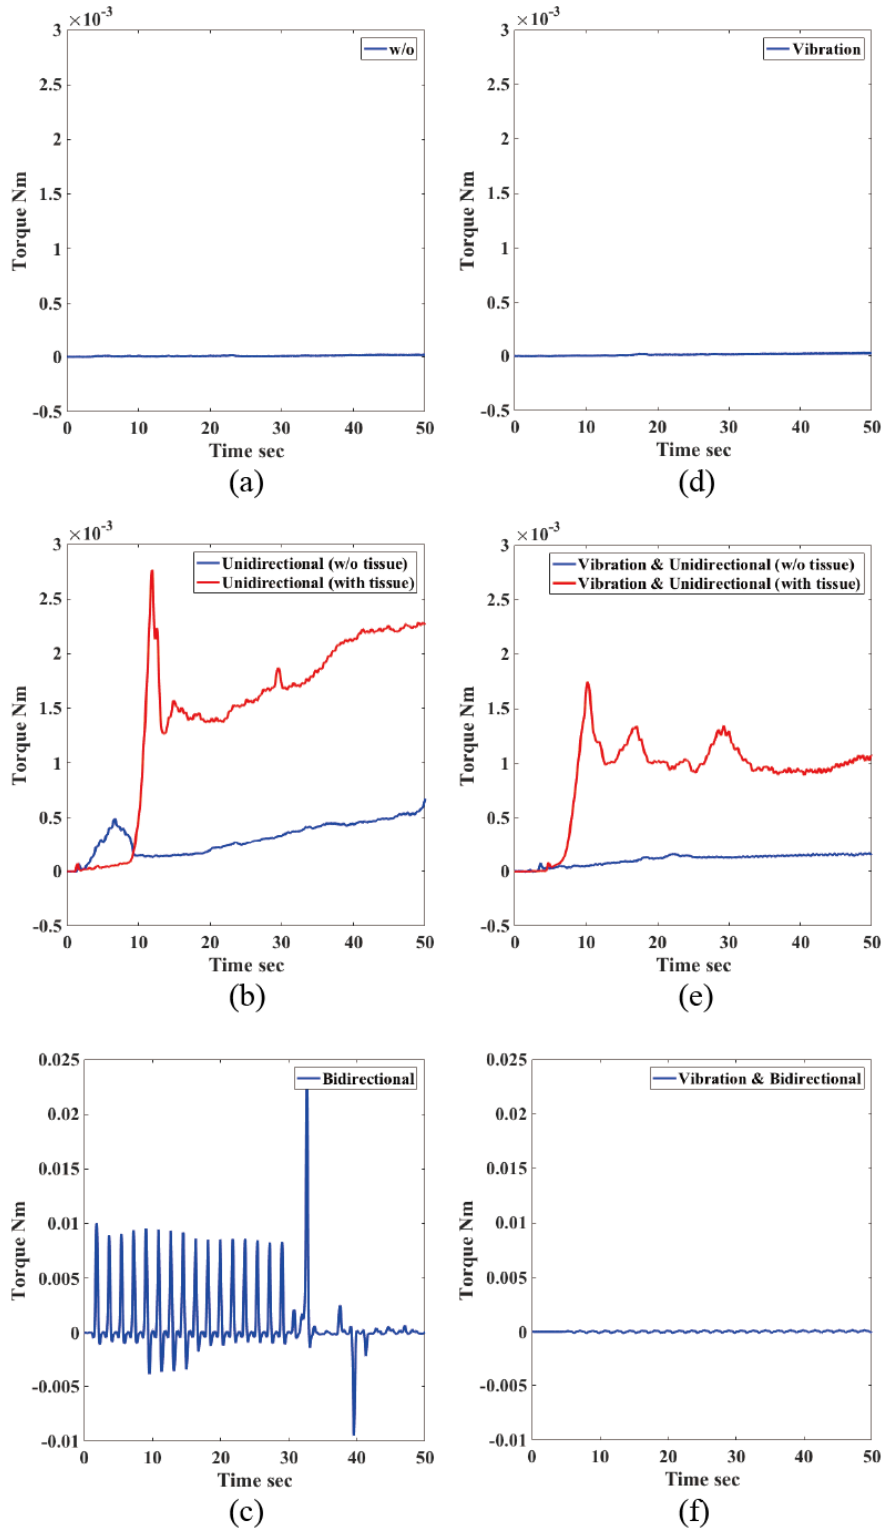 ×10⁻³
3
2.5
2
1.5
1
0.5
0
-0.5
Torque Nm
w/o
0 10 20 30 40 50
Time sec
(a)
×10⁻³
3
2.5
2
1.5
1
0.5
0
-0.5
Torque Nm
Vibration
0 10 20 30 40 50
Time sec
(d)
×10⁻³
3
2.5
2
1.5
1
0.5
0
-0.5
Torque Nm
Unidirectional (w/o tissue)
Unidirectional (with tissue)
0 10 20 30 40 50
Time sec
(b)
×10⁻³
3
2.5
2
1.5
1
0.5
0
-0.5
Torque Nm
Vibration & Unidirectional (w/o tissue)
Vibration & Unidirectional (with tissue)
0 10 20 30 40 50
Time sec
(e)
0.025
0.02
0.015
0.01
0.005
0
-0.005
-0.01
Torque Nm
Bidirectional
0 10 20 30 40 50
Time sec
(c)
0.025
0.02
0.015
0.01
0.005
0
-0.005
-0.01
Torque Nm
Vibration & Bidirectional
0 10 20 30 40 50
Time sec
(f)